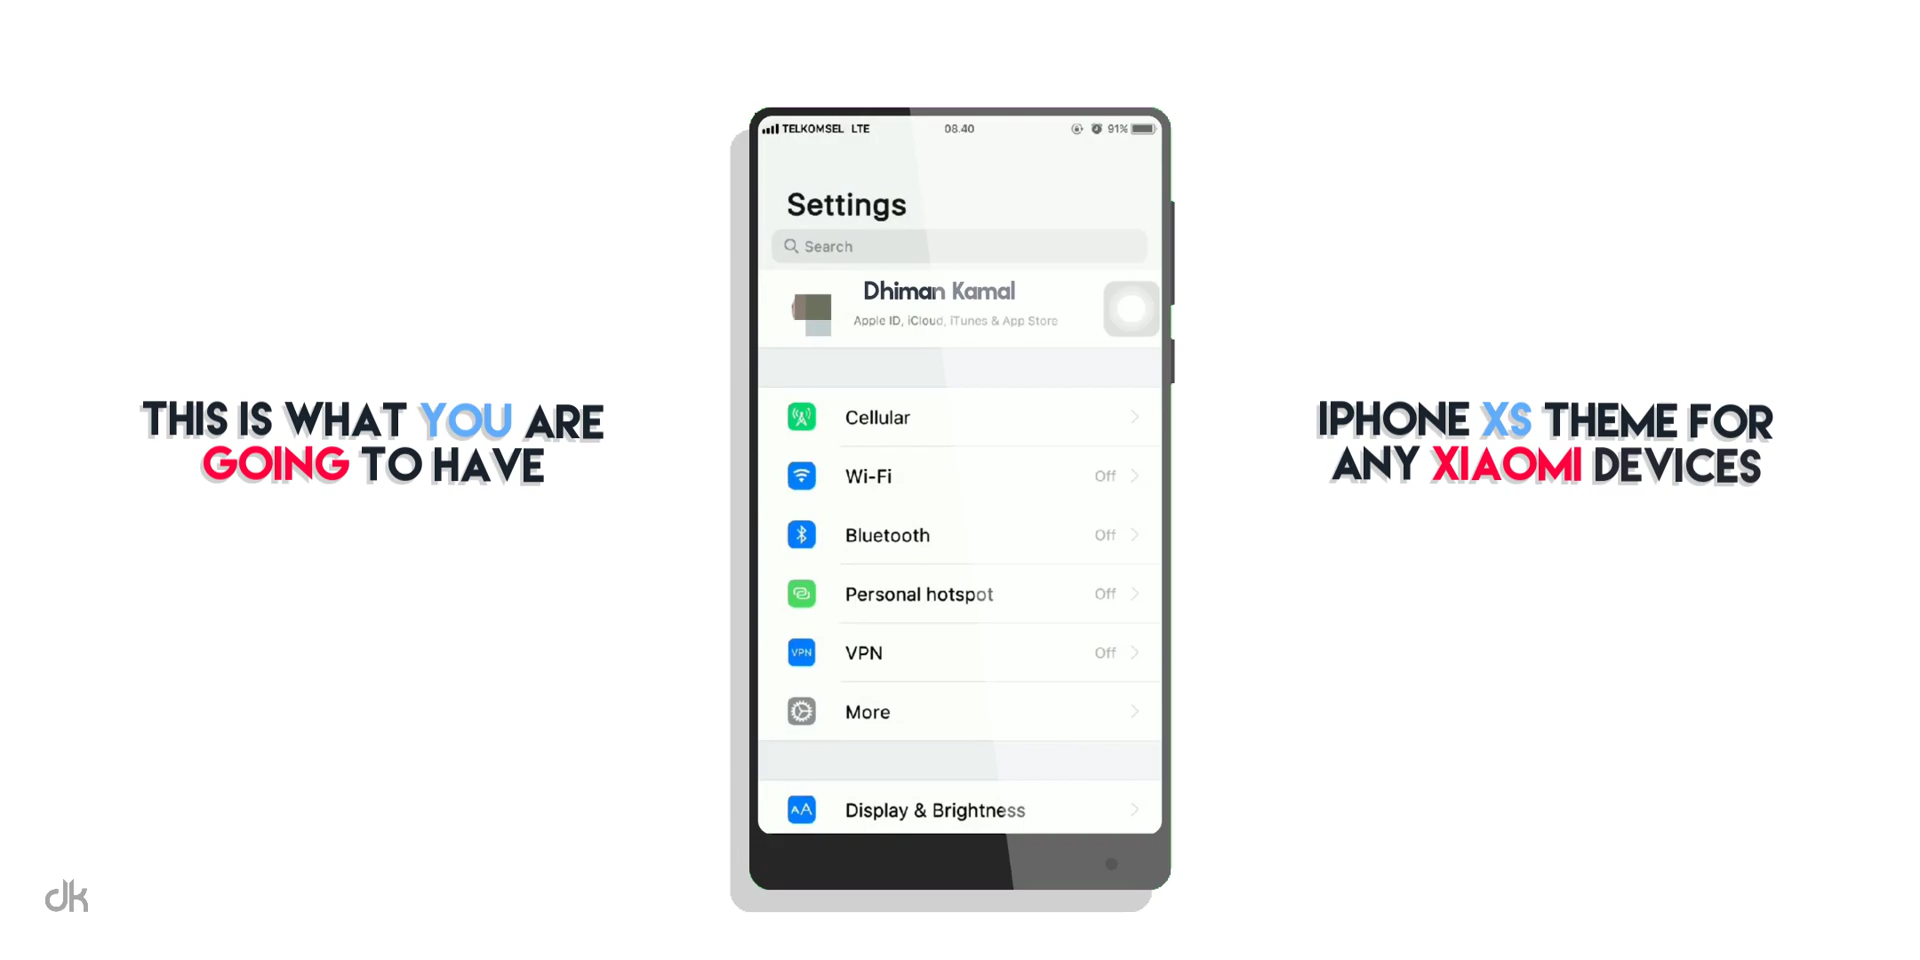 TELKOMSEL LTE 08.40 91%
Settings
Search
Dhiman Kamal
Apple ID, iCloud, iTunes & App Store
THIS IS WHAT YOU ARE
GOING TO HAVE
IPHONE XS THEME FOR
ANY XIAOMI DEVICES
Cellular
Wi-Fi Off
Bluetooth Off
Personal hotspot Off
VPN VPN Off
More
AA Display & Brightness
dk